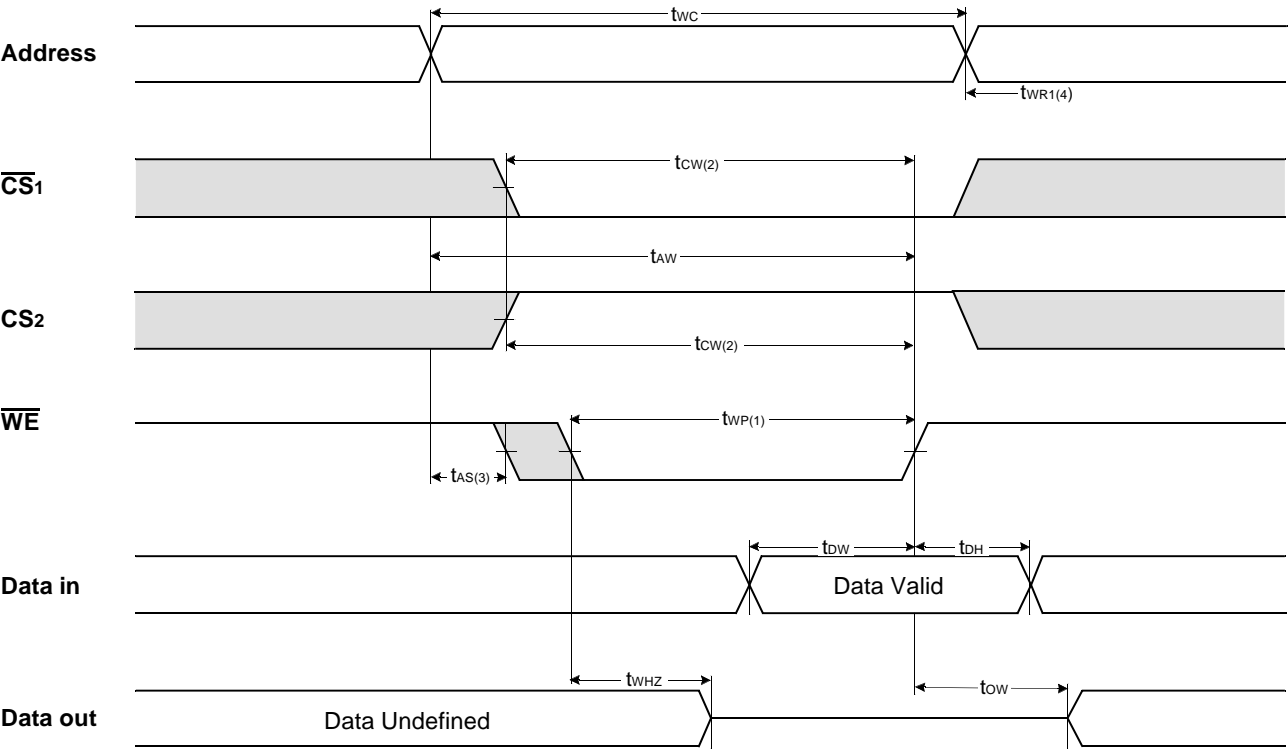 tWC
Address
tWR1(4)
tCW(2)
CS1
tAW
CS2
tCW(2)
WE
tWP(1)
tAS(3)
tDW
tDH
Data in
Data Valid
tWHZ
tOW
Data out
Data Undefined